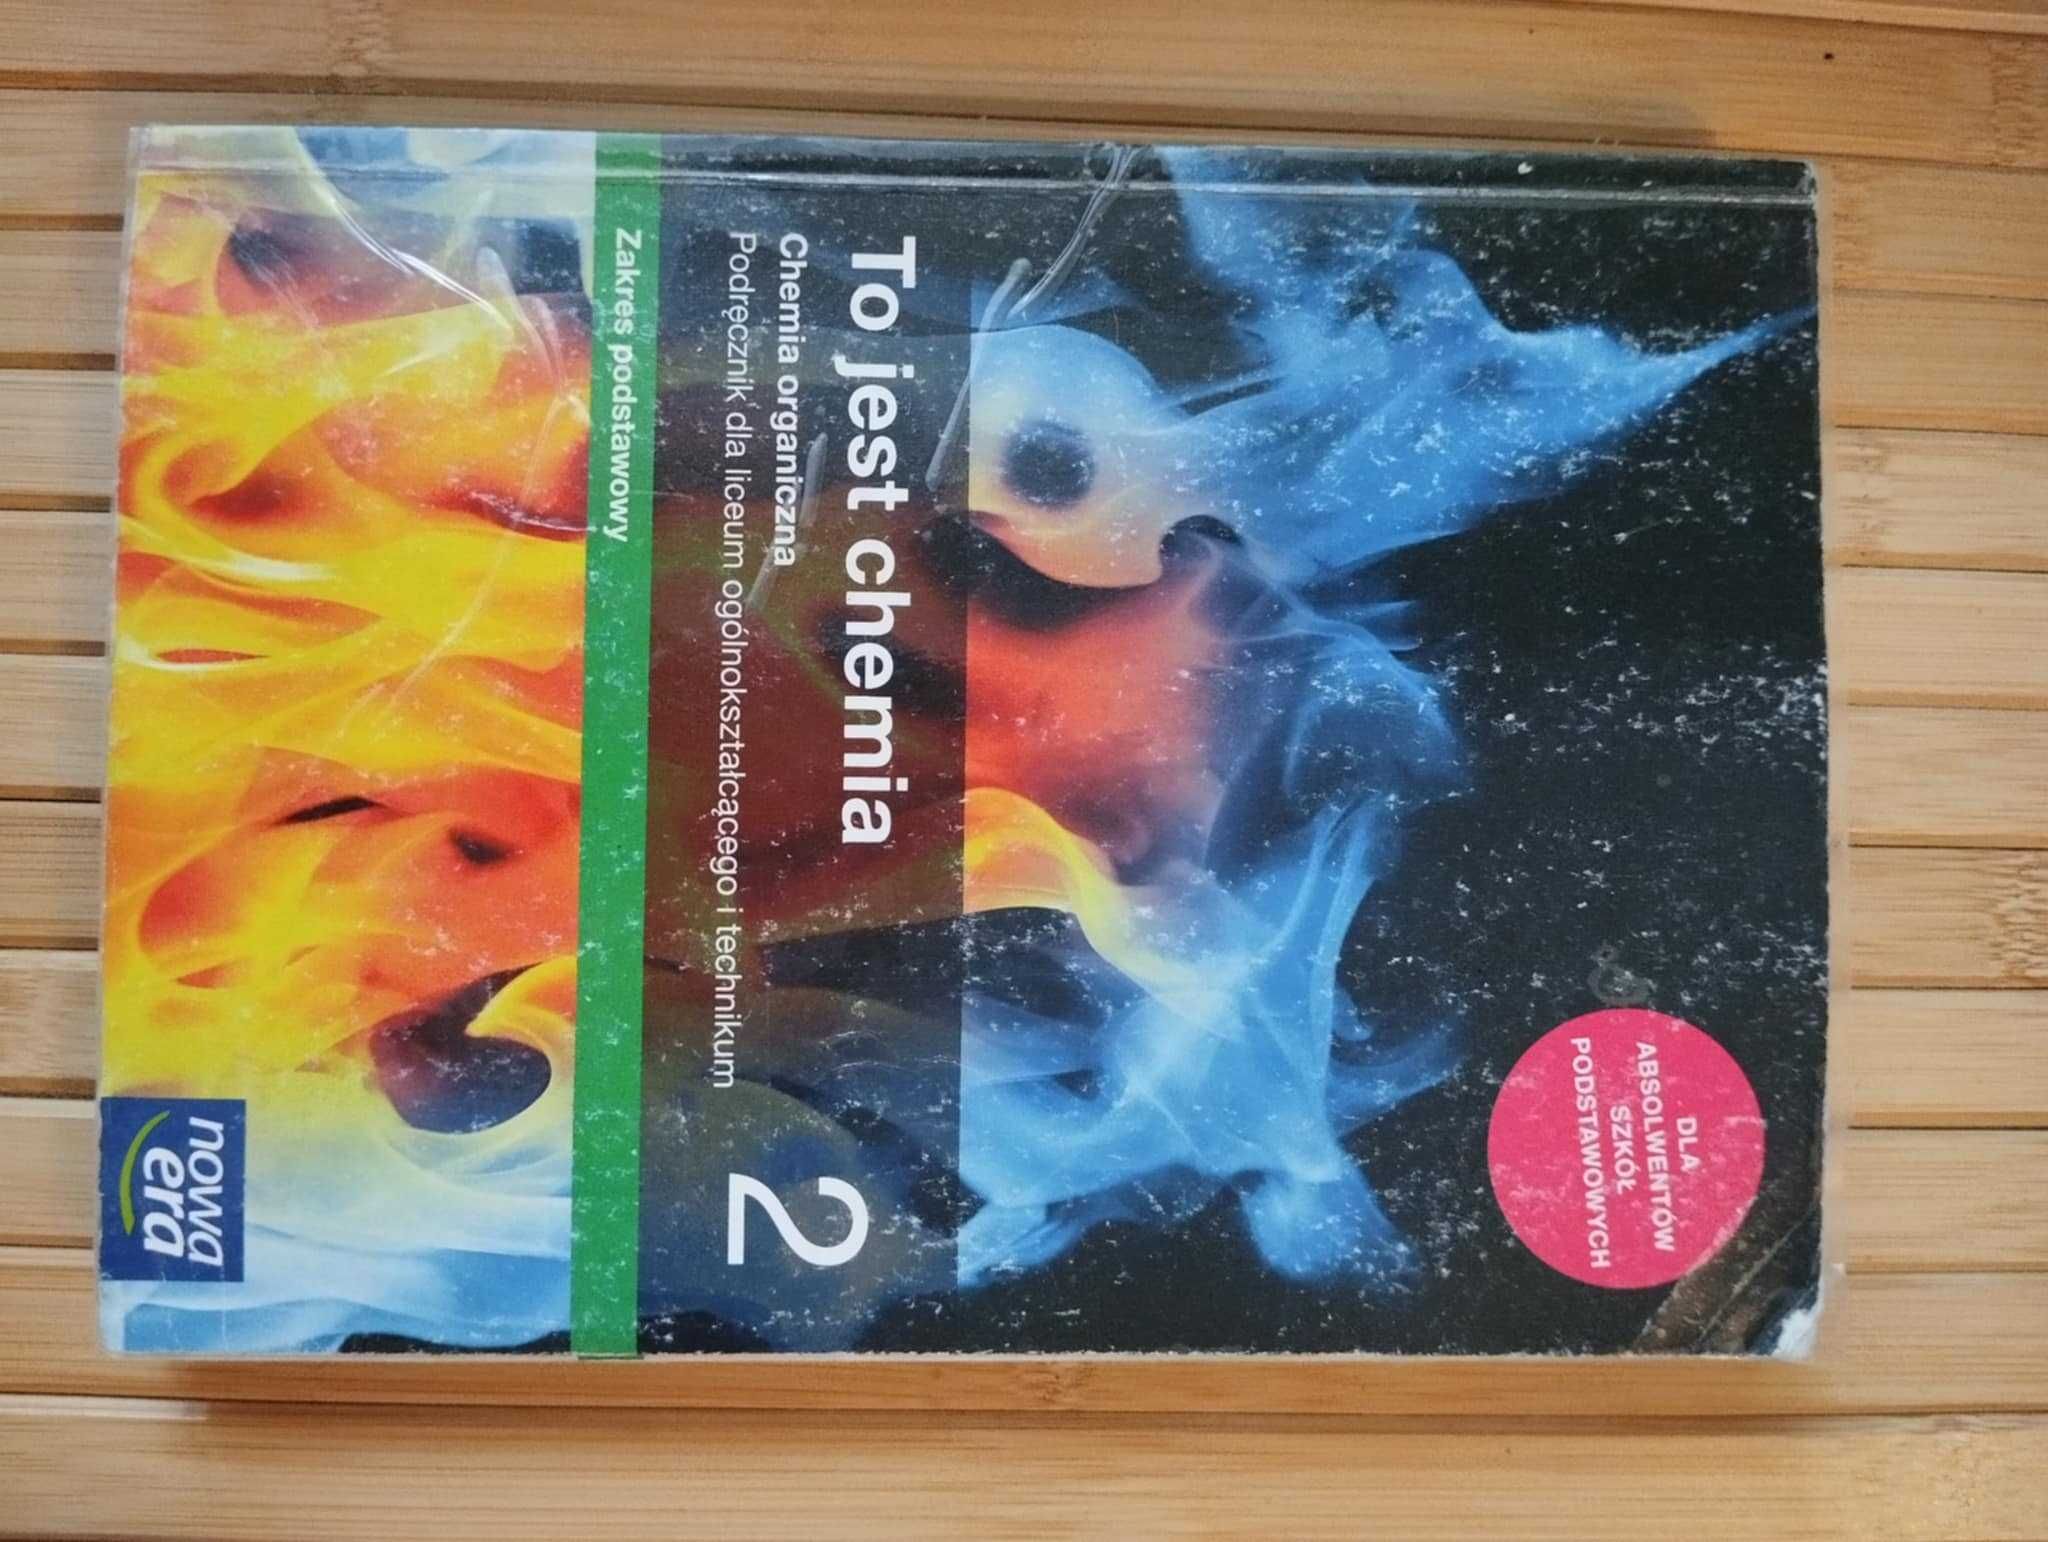 DLA
ABSOLWENTÓW
SZKÓŁ
PODSTAWOWYCH
To jest chemia
2
Chemia organiczna
Podręcznik dla liceum ogólnokształcącego i technikum
Zakres podstawowy
nowa
era